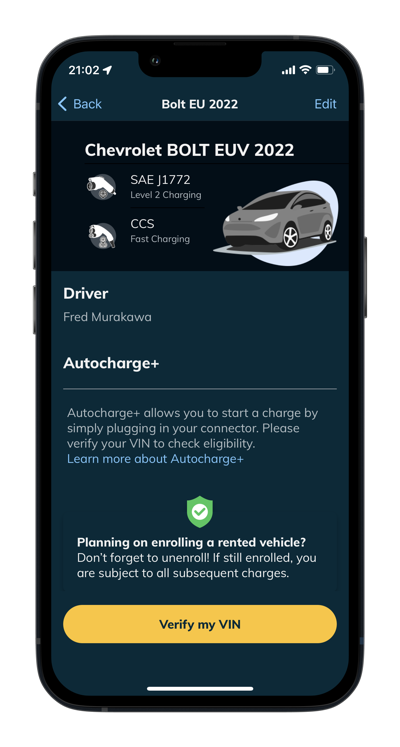 21:02
Back
Bolt EU 2022
Edit
Chevrolet BOLT EUV 2022
SAE J1772
Level 2 Charging
CCS
Fast Charging
Driver
Fred Murakawa
Autocharge+
Autocharge+ allows you to start a charge by
simply plugging in your connector. Please
verify your VIN to check eligibility.
Learn more about Autocharge+
Planning on enrolling a rented vehicle?
Don't forget to unenroll! If still enrolled, you
are subject to all subsequent charges.
Verify my VIN